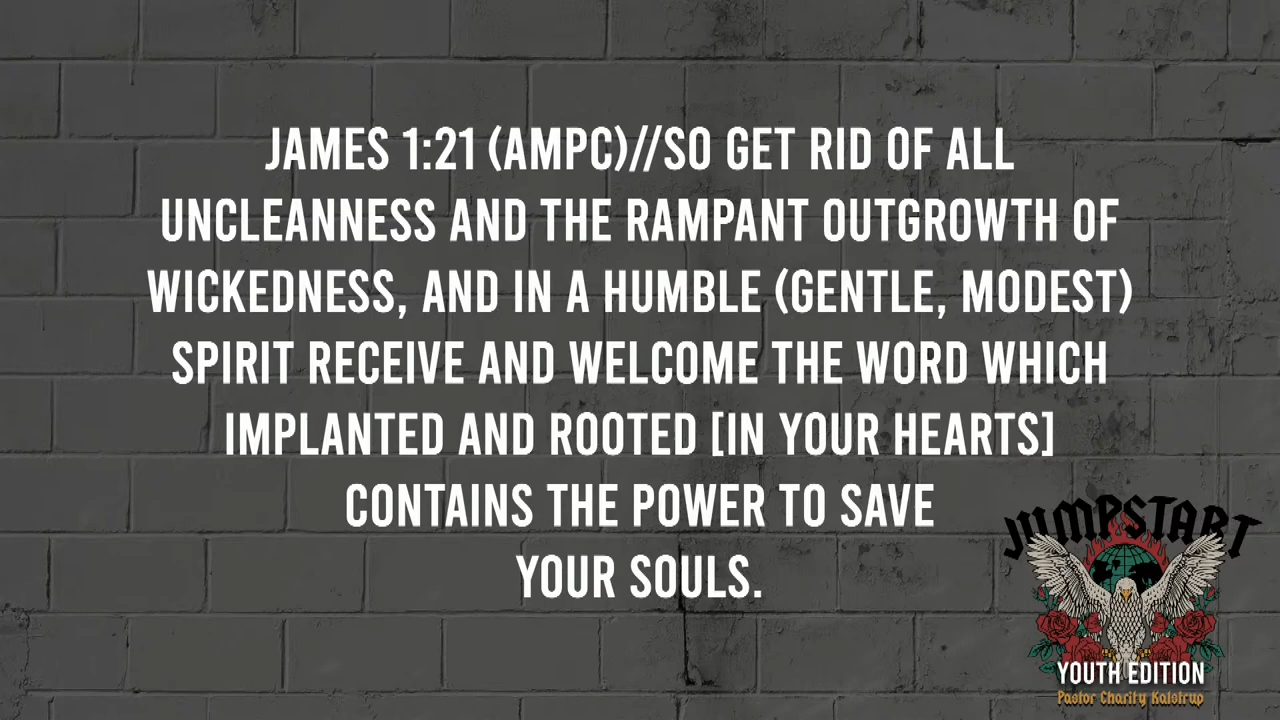 JAMES 1:21 (AMPC)//SO GET RID OF ALL
UNCLEANNESS AND THE RAMPANT OUTGROWTH OF
WICKEDNESS, AND IN A HUMBLE (GENTLE, MODEST)
SPIRIT RECEIVE AND WELCOME THE WORD WHICH
IMPLANTED AND ROOTED [IN YOUR HEARTS]
CONTAINS THE POWER TO SAVE
YOUR SOULS.
JUMPSTART
YOUTH EDITION
Pastor Charity Kalstrup